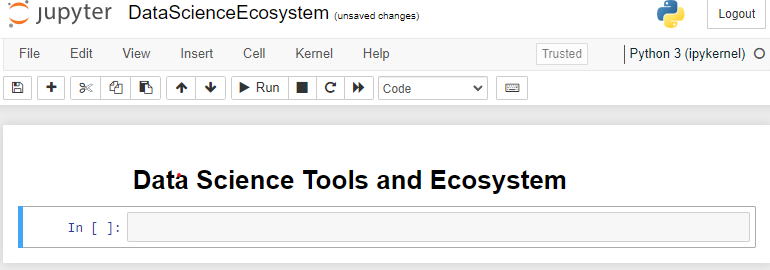 jupyter DataScienceEcosystem (unsaved changes) Logout
File Edit View Insert Cell Kernel Help Trusted Python 3 (ipykernel)
Run Code
Data Science Tools and Ecosystem
In [ ]: